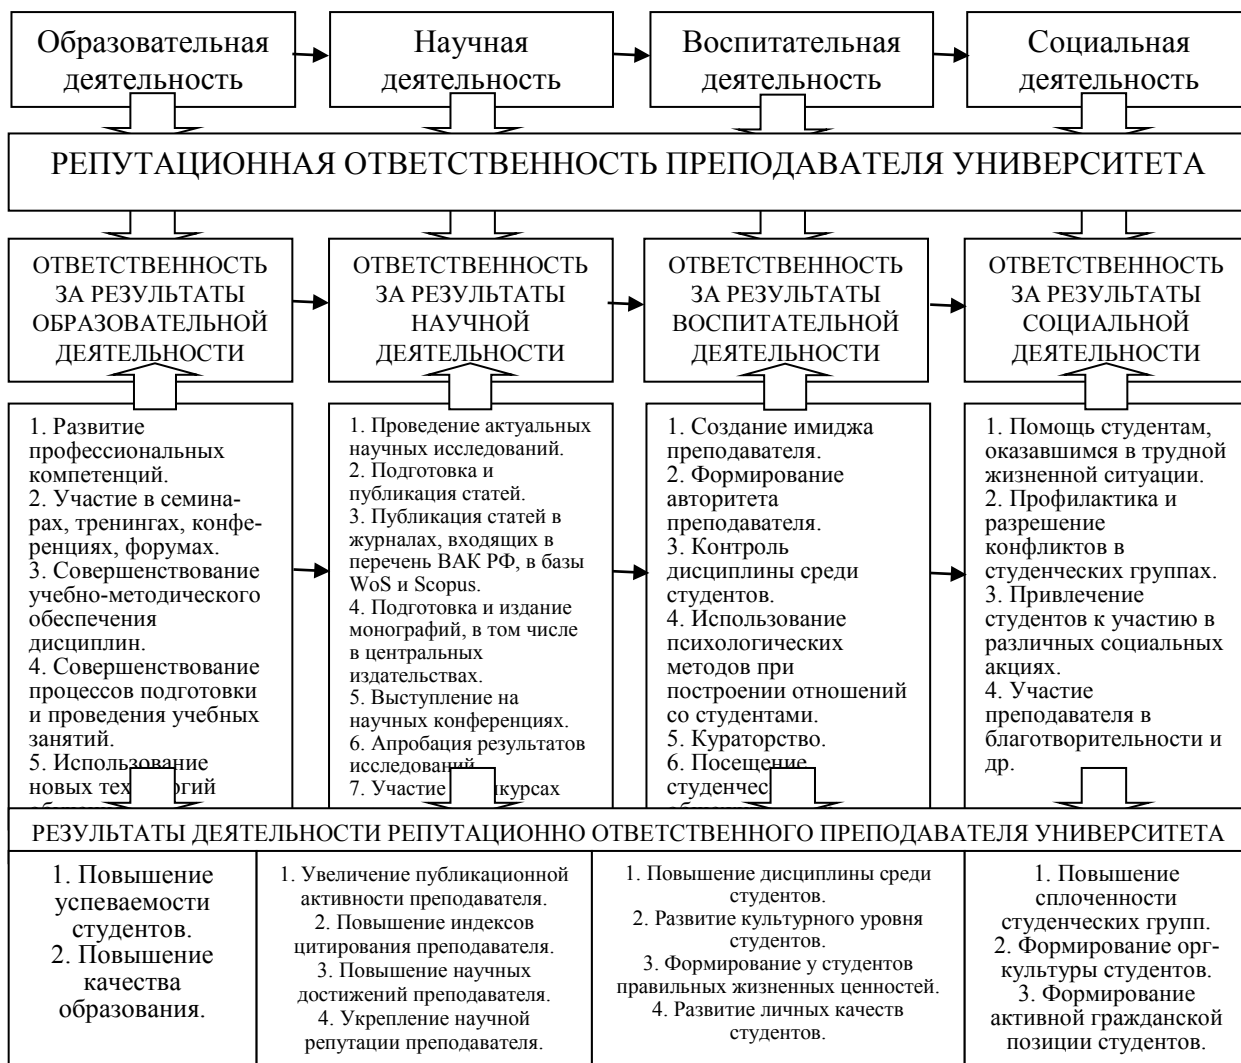 Образовательная
деятельность
Научная
деятельность
Воспитательная
деятельность
Социальная
деятельность
РЕПУТАЦИОННАЯ ОТВЕТСТВЕННОСТЬ ПРЕПОДАВАТЕЛЯ УНИВЕРСИТЕТА
ОТВЕТСТВЕННОСТЬ
ЗА РЕЗУЛЬТАТЫ
ОБРАЗОВАТЕЛЬНОЙ
ДЕЯТЕЛЬНОСТИ
ОТВЕТСТВЕННОСТЬ
ЗА РЕЗУЛЬТАТЫ
НАУЧНОЙ
ДЕЯТЕЛЬНОСТИ
ОТВЕТСТВЕННОСТЬ
ЗА РЕЗУЛЬТАТЫ
ВОСПИТАТЕЛЬНОЙ
ДЕЯТЕЛЬНОСТИ
ОТВЕТСТВЕННОСТЬ
ЗА РЕЗУЛЬТАТЫ
СОЦИАЛЬНОЙ
ДЕЯТЕЛЬНОСТИ
1. Развитие
профессиональных
компетенций.
2. Участие в семина-
рах, тренингах, конфе-
ренциях, форумах.
3. Совершенствование
учебно-методического
обеспечения
дисциплин.
4. Совершенствование
процессов подготовки
и проведения учебных
занятий.
5. Использование
новых
1. Проведение актуальных
научных исследований.
2. Подготовка и
публикация статей.
3. Публикация статей в
журналах, входящих в
перечень ВАК РФ, в базы
WoS и Scopus.
4. Подготовка и издание
монографий, в том числе
в центральных
издательствах.
5. Выступление на
научных конференциях.
6. Апробация результатов
исследований
7. Участие
1. Создание имиджа
преподавателя.
2. Формирование
авторитета
преподавателя.
3. Контроль
дисциплины среди
студентов.
4. Использование
психологических
методов при
построении отношений
со студентами.
5. Кураторство.
6. Посещение
1. Помощь студентам,
оказавшимся в трудной
жизненной ситуации.
2. Профилактика и
разрешение
конфликтов в
студенческих группах.
3. Привлечение
студентов к участию в
различных социальных
акциях.
4. Участие
преподавателя в
благотворительности и
др.
РЕЗУЛЬТАТЫ ДЕЯТЕЛЬНОСТИ РЕПУТАЦИОННО ОТВЕТСТВЕННОГО ПРЕПОДАВАТЕЛЯ УНИВЕРСИТЕТА
1. Повышение
успеваемости
студентов.
2. Повышение
качества
образования.
1. Увеличение публикационной
активности преподавателя.
2. Повышение индексов
цитирования преподавателя.
3. Повышение научных
достижений преподавателя.
4. Укрепление научной
репутации преподавателя.
1. Повышение дисциплины среди
студентов.
2. Развитие культурного уровня
студентов.
3. Формирование у студентов
правильных жизненных ценностей.
4. Развитие личных качеств
студентов.
1. Повышение
сплоченности
студенческих групп.
2. Формирование орг-
культуры студентов.
3. Формирование
активной гражданской
позиции студентов.